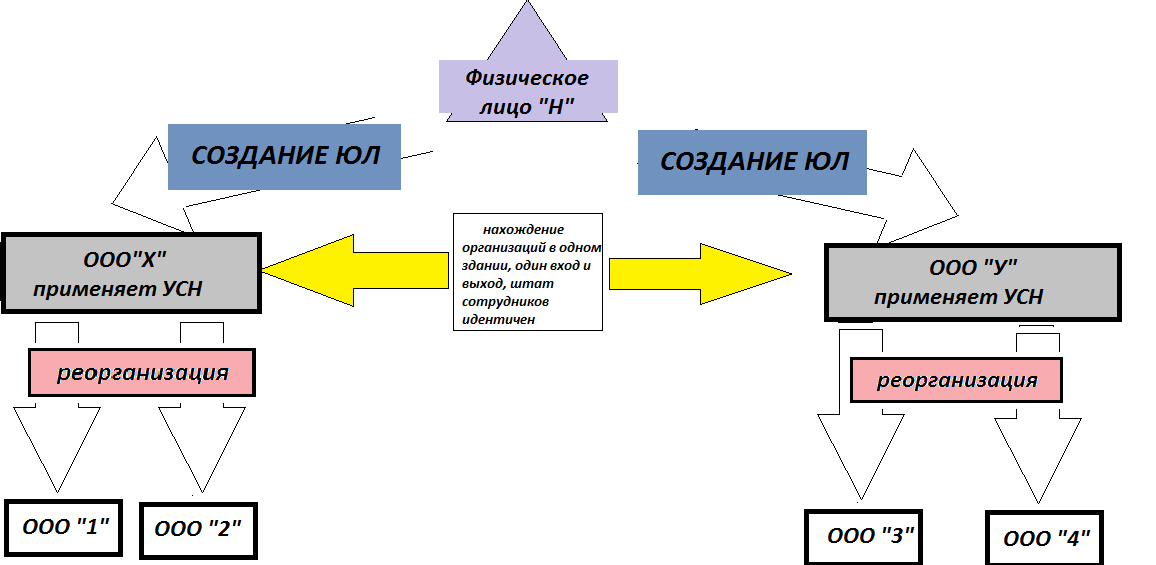 Физическое
лицо "Н"
СОЗДАНИЕ ЮЛ
СОЗДАНИЕ ЮЛ
нахождение
организаций в одном
здании, один вход и
выход, штат
сотрудников
идентичен
ООО"Х"
применяет УСН
ООО "У"
применяет УСН
реорганизация
реорганизация
ООО "1"
ООО "2"
ООО "3"
ООО "4"